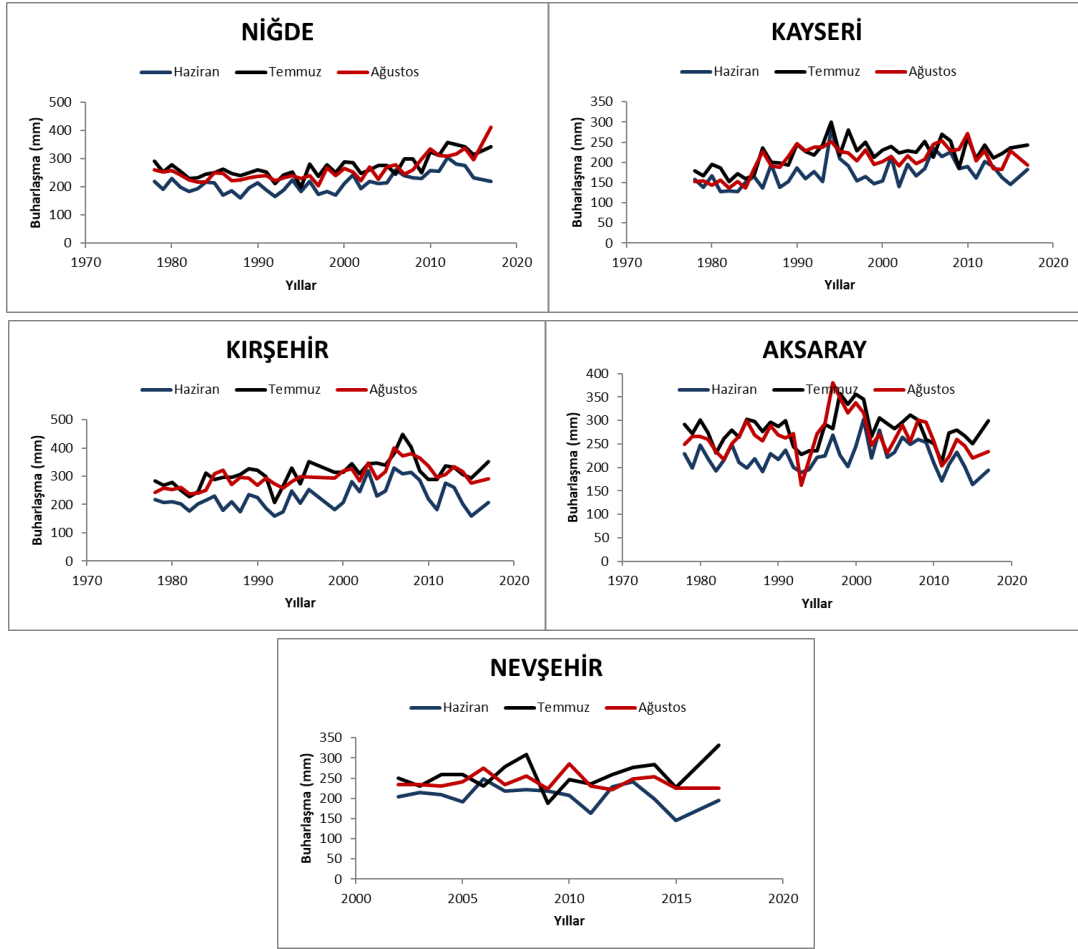 NİĞDE
Haziran Temmuz Ağustos
Buharlaşma (mm)
500
400
300
200
100
0
1970 1980 1990 2000 2010 2020
Yıllar
KAYSERİ
Haziran Temmuz Ağustos
Buharlaşma (mm)
350
300
250
200
150
100
50
0
1970 1980 1990 2000 2010 2020
Yıllar
KIRŞEHİR
Haziran Temmuz Ağustos
Buharlaşma (mm)
500
400
300
200
100
0
1970 1980 1990 2000 2010 2020
Yıllar
AKSARAY
Haziran Temmuz Ağustos
Buharlaşma (mm)
400
350
300
250
200
150
100
50
0
1970 1980 1990 2000 2010 2020
Yıllar
NEVŞEHİR
Haziran Temmuz Ağustos
Buharlaşma (mm)
350
300
250
200
150
100
50
0
2000 2005 2010 2015 2020
Yıllar